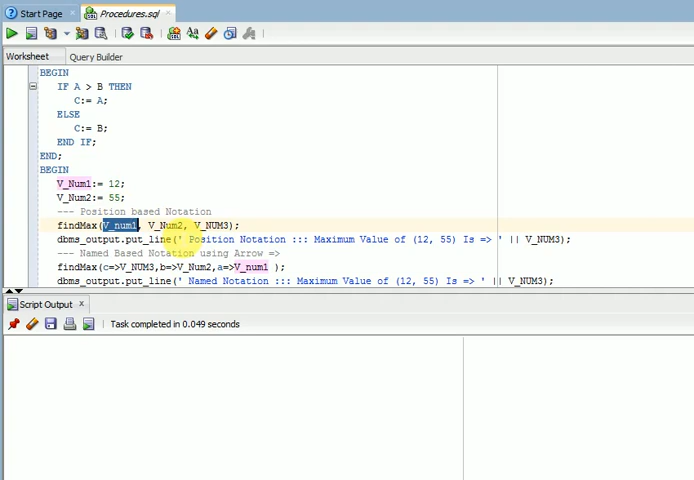 Start Page
Procedures.sql
Worksheet
Query Builder
BEGIN
IF A > B THEN
C:= A;
ELSE
C:= B;
END IF;
END;
BEGIN
V_Num1:= 12;
V_Num2:= 55;
--- Position based Notation
findMax(V_num1, V_Num2, V_NUM3);
dbms_output.put_line(' Position Notation ::: Maximum Value of (12, 55) Is => ' || V_NUM3);
--- Named Based Notation using Arrow =>
findMax(c=>V_NUM3,b=>V_Num2,a=>V_num1 );
dbms_output.put_line(' Named Notation ::: Maximum Value of (12, 55) Is => ' || V_NUM3);
Script Output
Task completed in 0.049 seconds